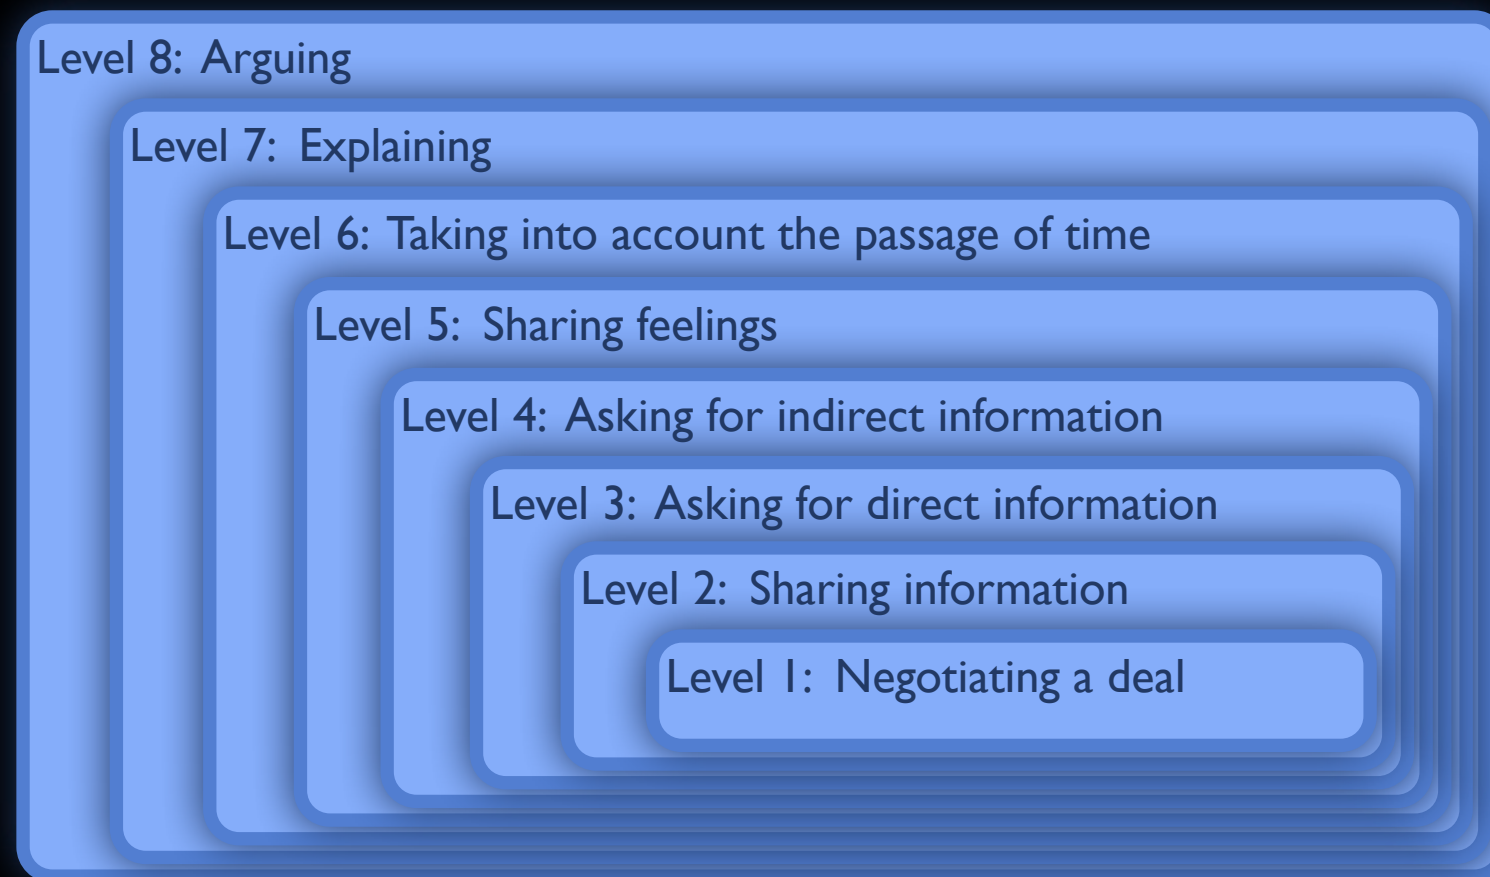 Level 8: Arguing
Level 7: Explaining
Level 6: Taking into account the passage of time
Level 5: Sharing feelings
Level 4: Asking for indirect information
Level 3: Asking for direct information
Level 2: Sharing information
Level 1: Negotiating a deal